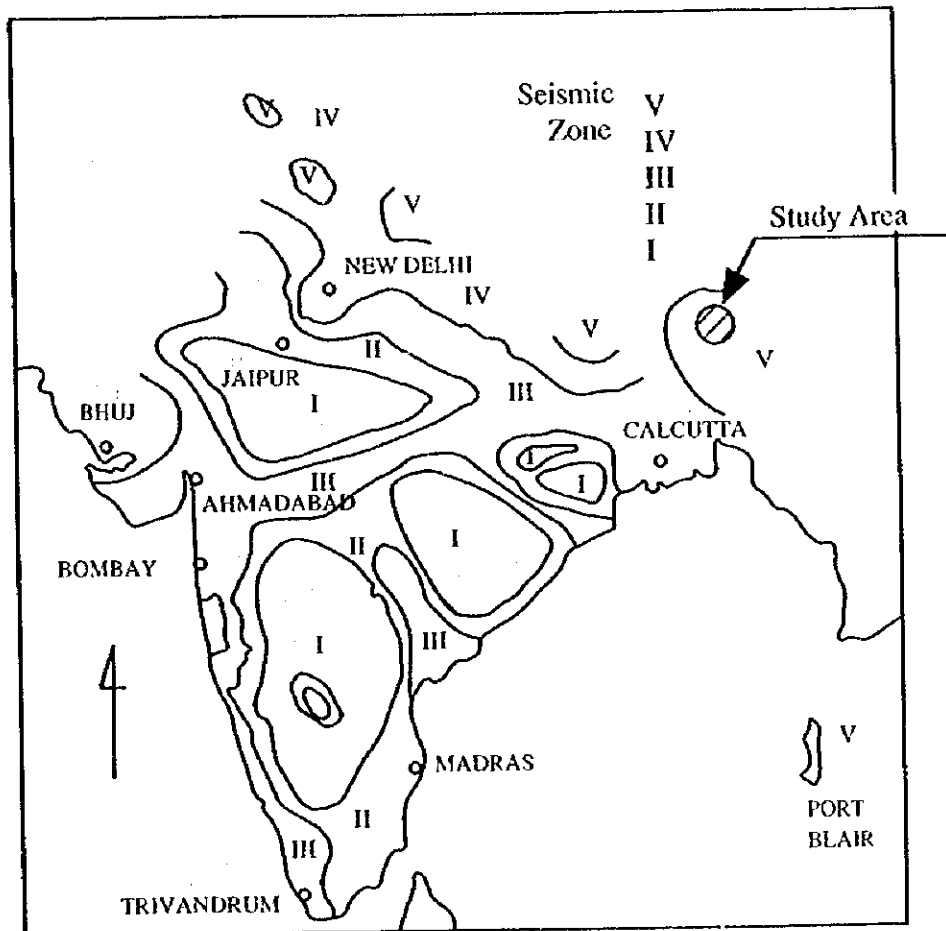 V IV
Seismic V
Zone IV
III
II
I
V
V
Study Area
NEW DELHI
IV
V
V
II
JAIPUR
I
III
BHUJ
CALCUTTA
I
I
III
AHMADABAD
I
II
BOMBAY
I
III
V
MADRAS
PORT
BLAIR
II
III
TRIVANDRUM